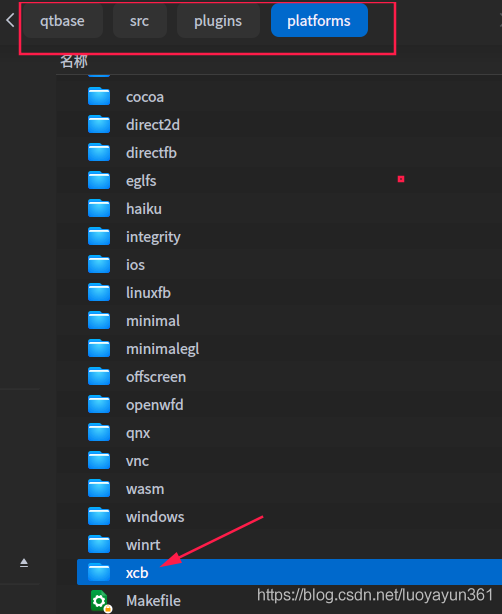 qtbase src plugins platforms
名称
cocoa
direct2d
directfb
eglfs
haiku
integrity
ios
linuxfb
minimal
minimalegl
offscreen
openwfd
qnx
vnc
wasm
windows
winrt
xcb
Makefile
https://blog.csdn.net/luoyayun361